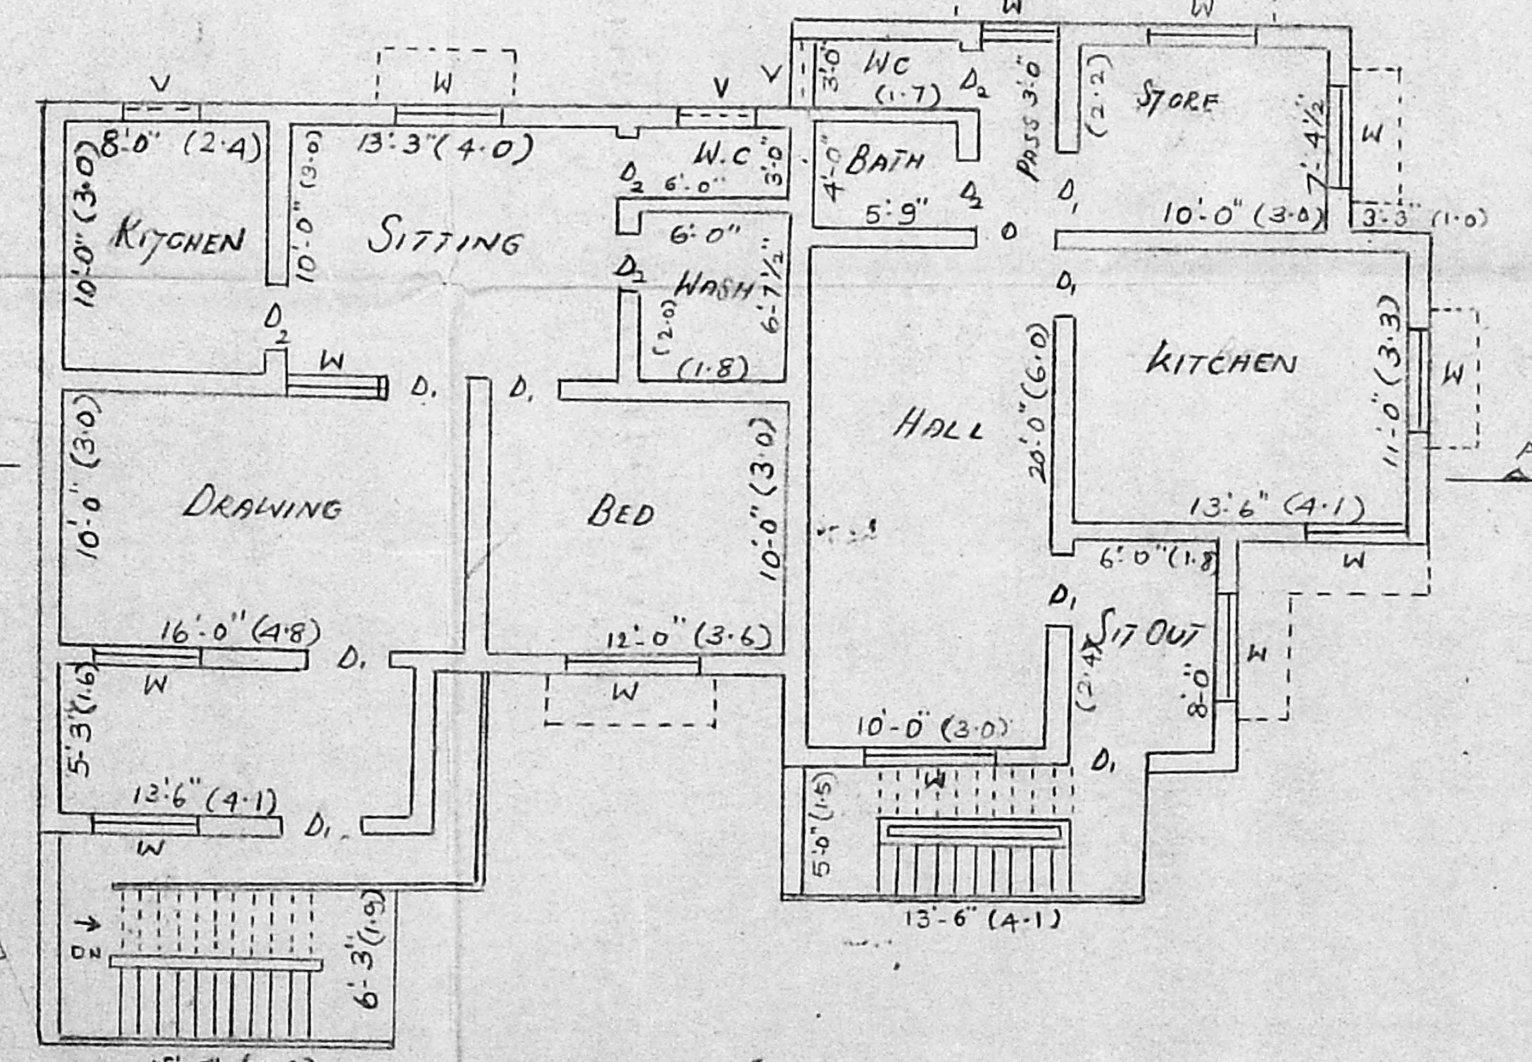 W
W
V
W
V
V
3'-0"
WC
(1.7)
D2
PASS 3'-0"
(2.2)
STORE
7'-4½"
W
8'-0" (2.4)
13'-3" (4.0)
W.C
6'-0"
3'-0"
D2
4'-0"
BATH
5'-9"
D2
D1
10'-0" (3.0)
3'-3" (1.0)
10'-0" (3.0)
KITCHEN
10'-0" (3.0)
SITTING
6'-0"
D2
WASH
6'-7½"
(2.0)
(1.8)
O
D1
D2
W
D1
D1
HALL
20'-0" (6.0)
KITCHEN
11'-0" (3.3)
W
10'-0" (3.0)
DRAWING
16'-0" (4.8)
BED
10'-0" (3.0)
12'-0" (3.6)
13'-6" (4.1)
W
6'-0" (1.8)
D1
SIT OUT
(2.4)
8'-0"
W
W
D1
W
5'-3" (1.6)
13'-6" (4.1)
W
D1
10'-0" (3.0)
W
D1
5'-0" (1.5)
13'-6" (4.1)
6'-3" (1.9)